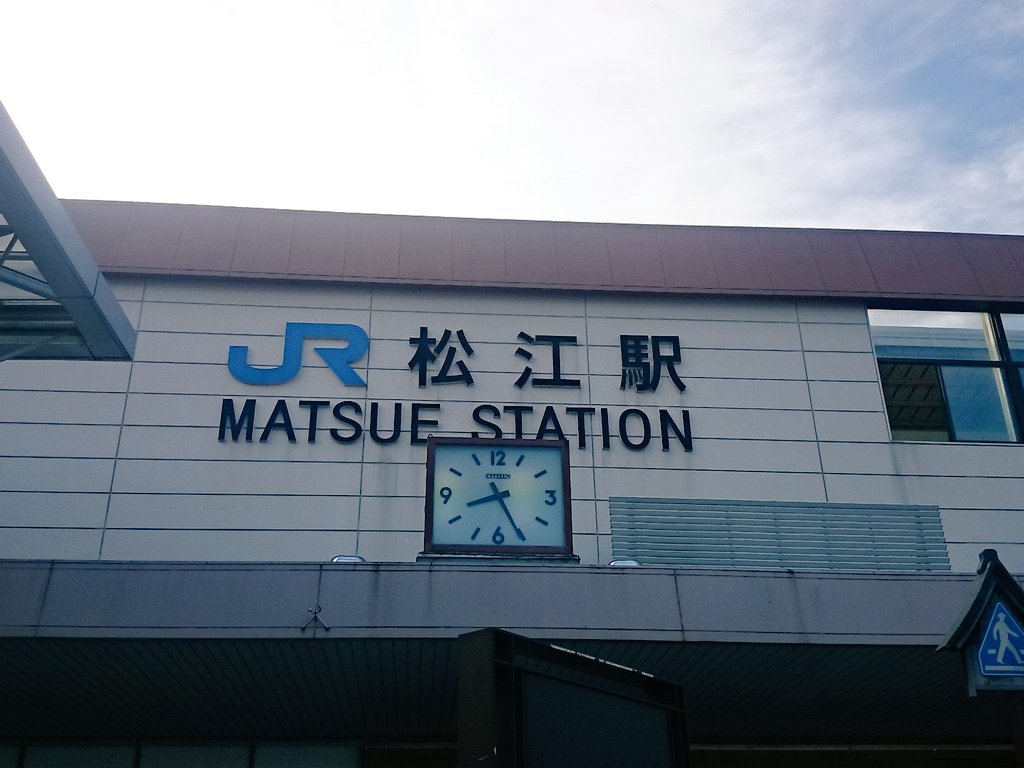 JR 松江駅
MATSUE STATION
12
CITIZEN
9 3
6